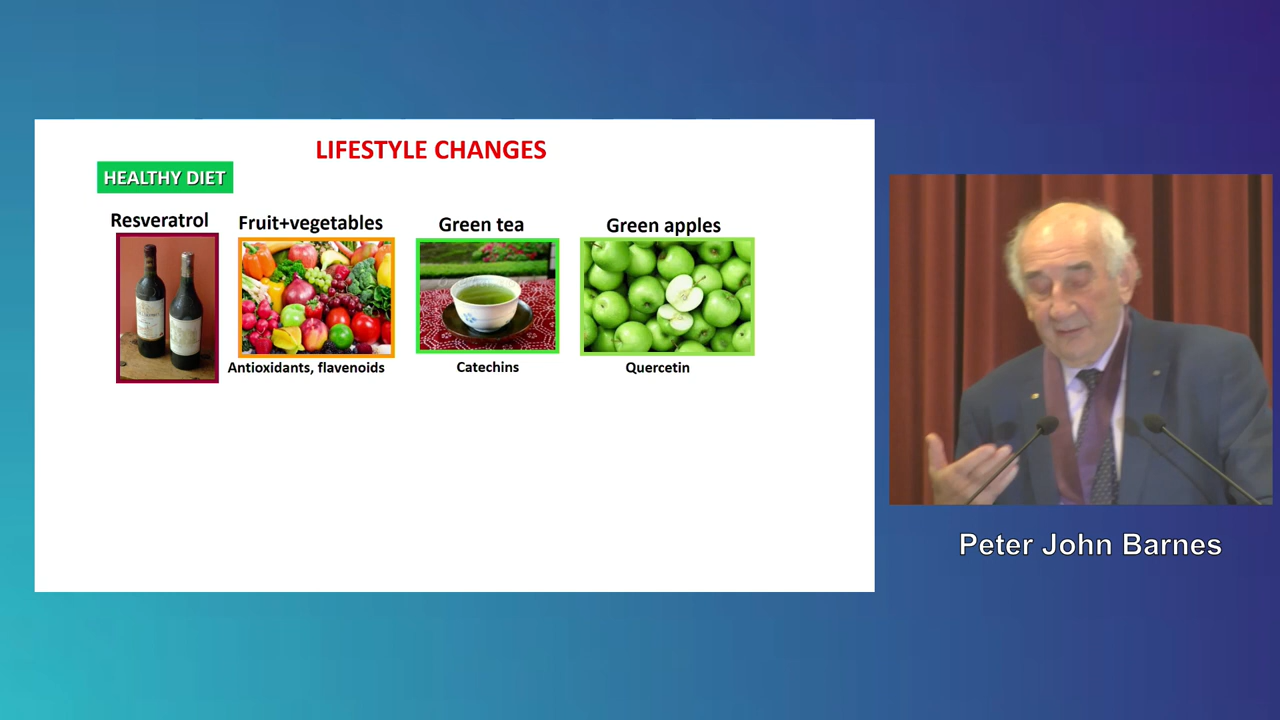 LIFESTYLE CHANGES
HEALTHY DIET
Resveratrol
Fruit+vegetables
Green tea
Green apples
Antioxidants, flavenoids
Catechins
Quercetin
Peter John Barnes